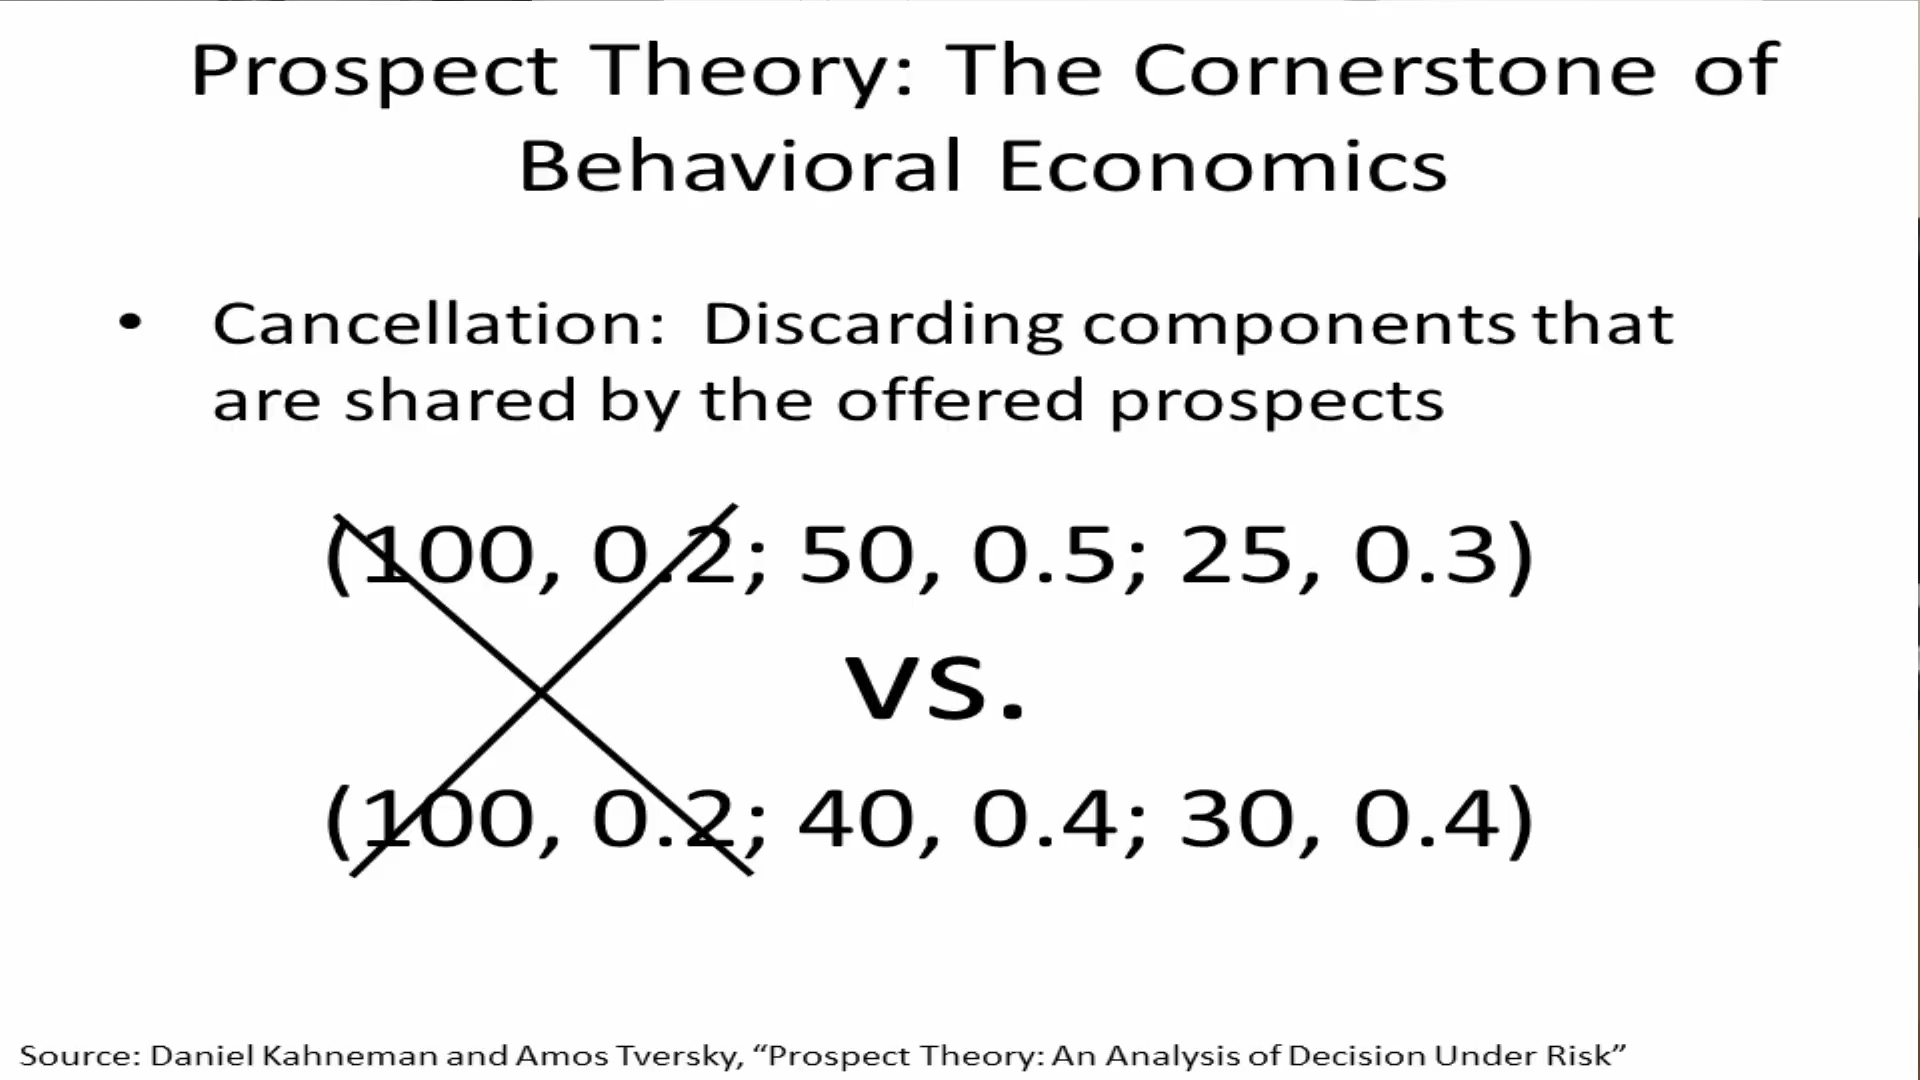 Prospect Theory: The Cornerstone of
Behavioral Economics
• Cancellation: Discarding components that
are shared by the offered prospects
(100, 0.2; 50, 0.5; 25, 0.3)
vs.
(100, 0.2; 40, 0.4; 30, 0.4)
Source: Daniel Kahneman and Amos Tversky, “Prospect Theory: An Analysis of Decision Under Risk”